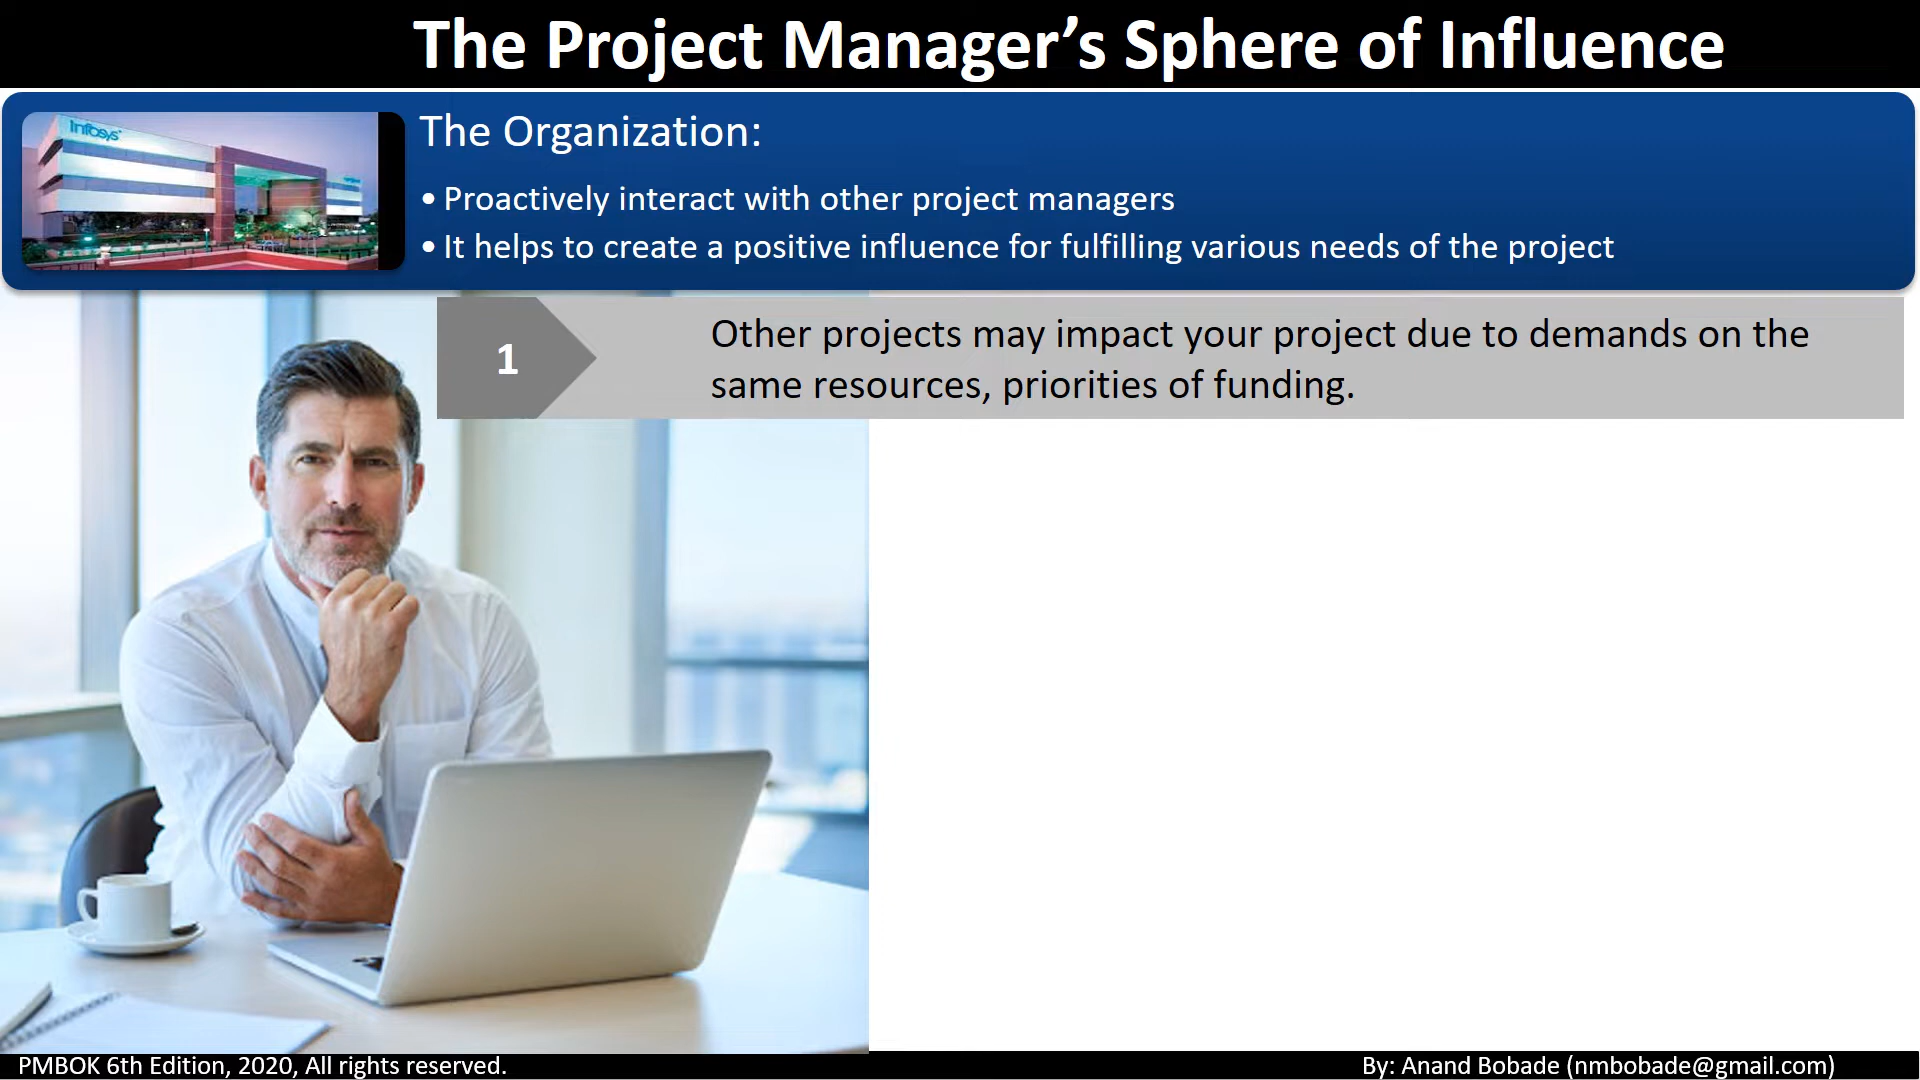 The Project Manager’s Sphere of Influence
Infosys
The Organization:
• Proactively interact with other project managers
• It helps to create a positive influence for fulfilling various needs of the project
1
Other projects may impact your project due to demands on the
same resources, priorities of funding.
PMBOK 6th Edition, 2020, All rights reserved.
By: Anand Bobade (nmbobade@gmail.com)